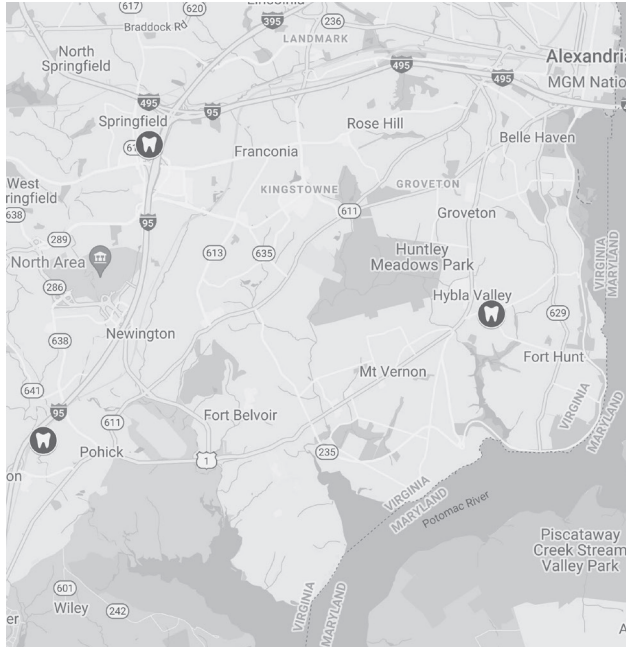 617
620
Braddock Rd
395
236
LANDMARK
North
Springfield
495
Alexandri
MGM Natio
495
495
95
Springfield
Rose Hill
Belle Haven
Franconia
West
ringfield
KINGSTOWNE
GROVETON
638
611
Groveton
95
289
613
635
Huntley
Meadows Park
VIRGINIA
MARYLAND
North Area
286
Hybla Valley
629
Newington
638
Fort Hunt
Mt Vernon
641
95
VIRGINIA
MARYLAND
611
Fort Belvoir
Pohick
1
235
on
VIRGINIA
MARYLAND
Potomac River
Piscataway
Creek Stream
Valley Park
601
Wiley
242
VIRGINIA
MARYLAND
er
A